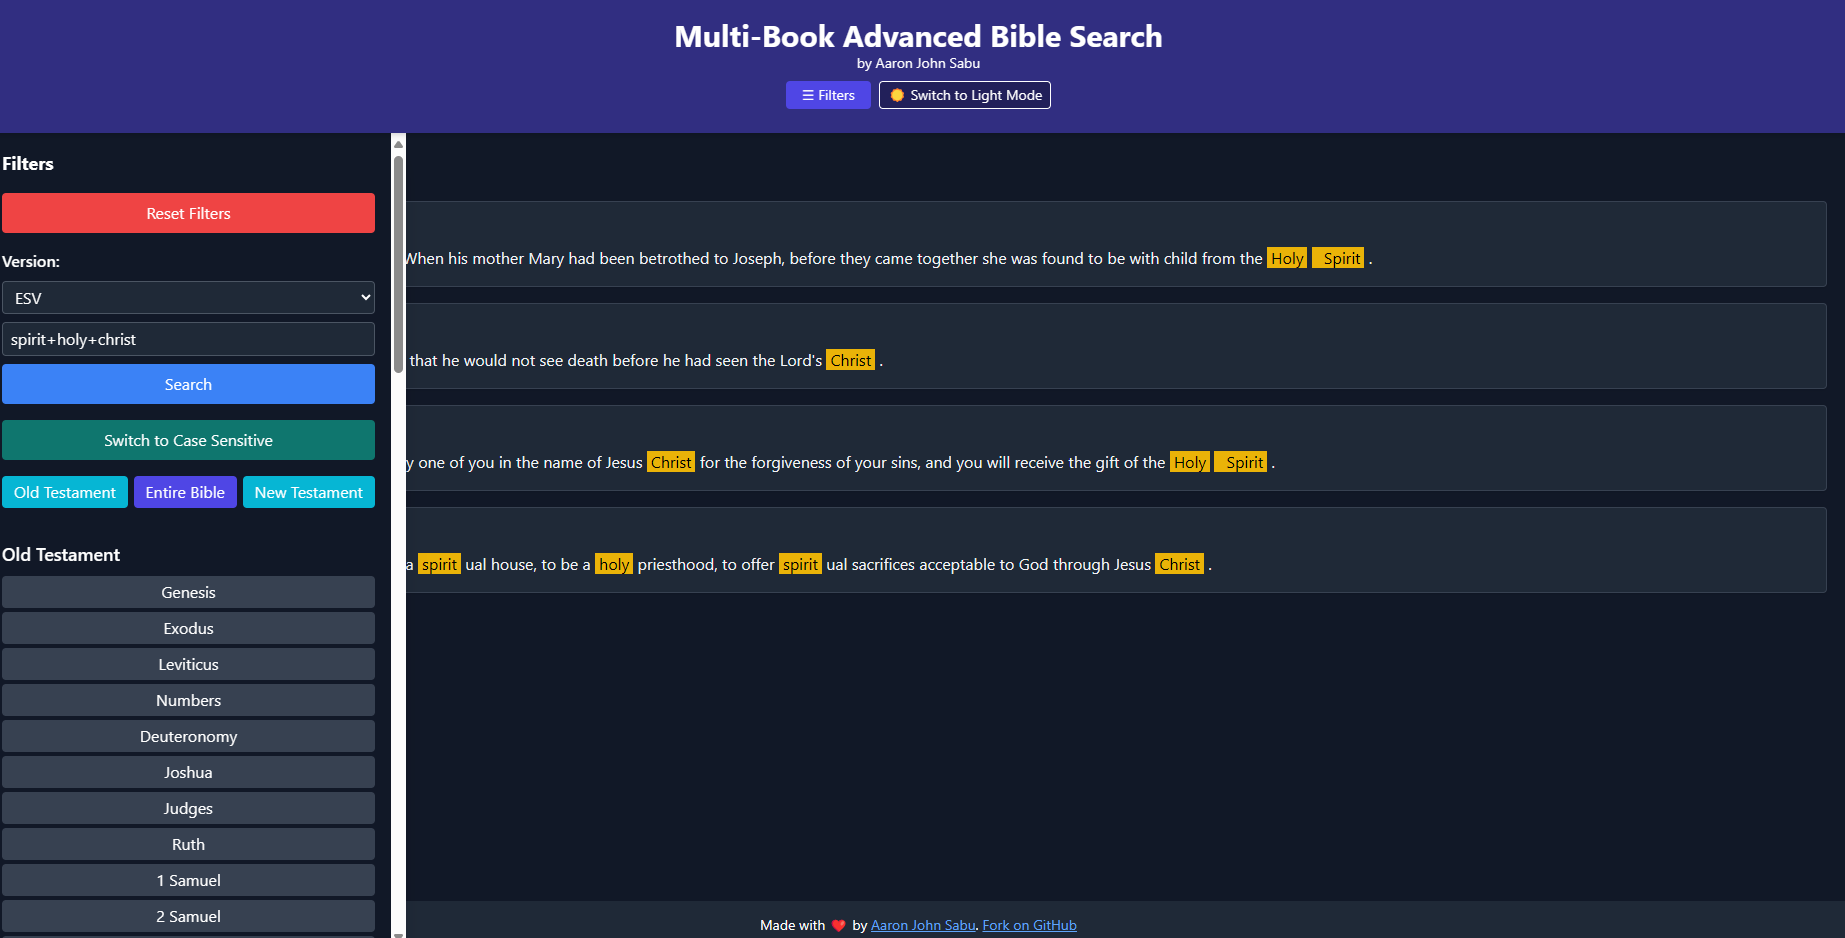 Multi-Book Advanced Bible Search
by Aaron John Sabu
☰ Filters
Switch to Light Mode
Filters
Reset Filters
Version:
ESV
spirit+holy+christ
Search
Switch to Case Sensitive
Old Testament
Entire Bible
New Testament
Old Testament
Genesis
Exodus
Leviticus
Numbers
Deuteronomy
Joshua
Judges
Ruth
1 Samuel
2 Samuel
When his mother Mary had been betrothed to Joseph, before they came together she was found to be with child from the Holy Spirit .
that he would not see death before he had seen the Lord's Christ .
y one of you in the name of Jesus Christ for the forgiveness of your sins, and you will receive the gift of the Holy Spirit .
a spirit ual house, to be a holy priesthood, to offer spirit ual sacrifices acceptable to God through Jesus Christ .
Made with ❤️ by Aaron John Sabu. Fork on GitHub